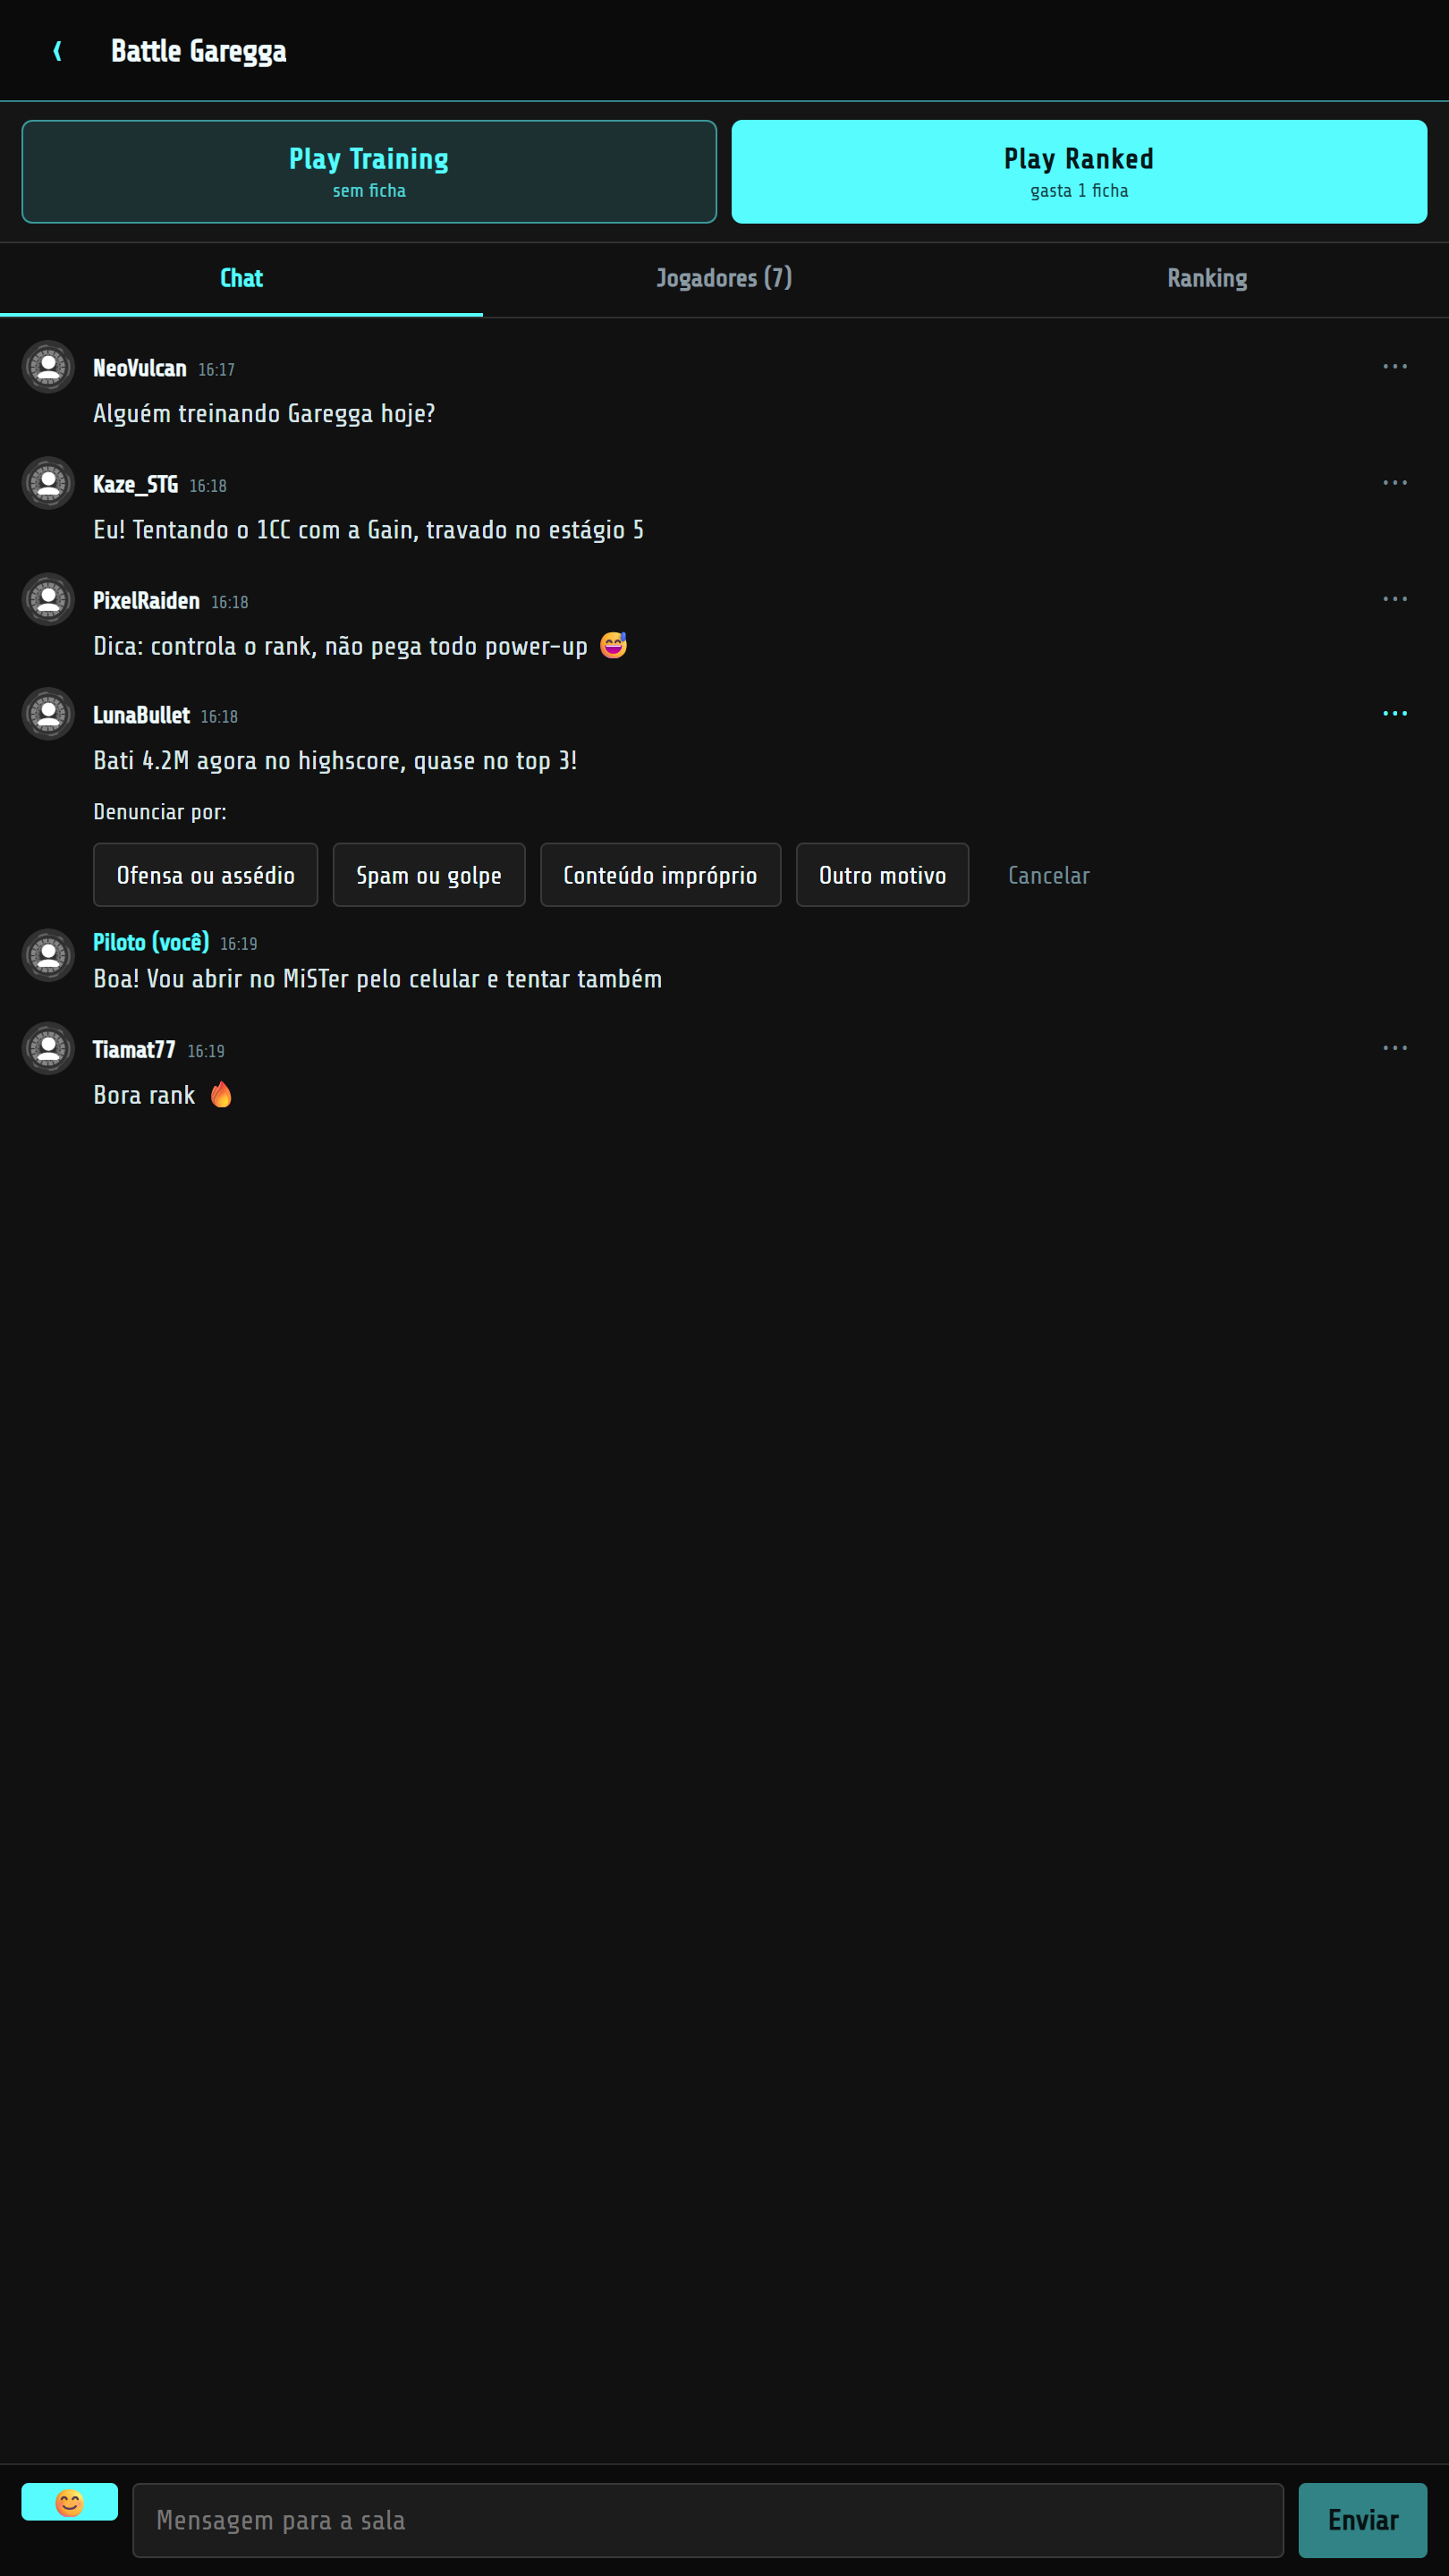 Battle Garegga
Play Training
sem ficha
Play Ranked
gasta 1 ficha
Chat
Jogadores (7)
Ranking
NeoVulcan 16:17
Alguém treinando Garegga hoje?
Kaze_STG 16:18
Eu! Tentando o 1CC com a Gain, travado no estágio 5
PixelRaiden 16:18
Dica: controla o rank, não pega todo power-up 😅
LunaBullet 16:18
Bati 4.2M agora no highscore, quase no top 3!
Denunciar por:
Ofensa ou assédio
Spam ou golpe
Conteúdo impróprio
Outro motivo
Cancelar
Piloto (você) 16:19
Boa! Vou abrir no MiSTer pelo celular e tentar também
Tiamat77 16:19
Bora rank 🔥
Mensagem para a sala
Enviar